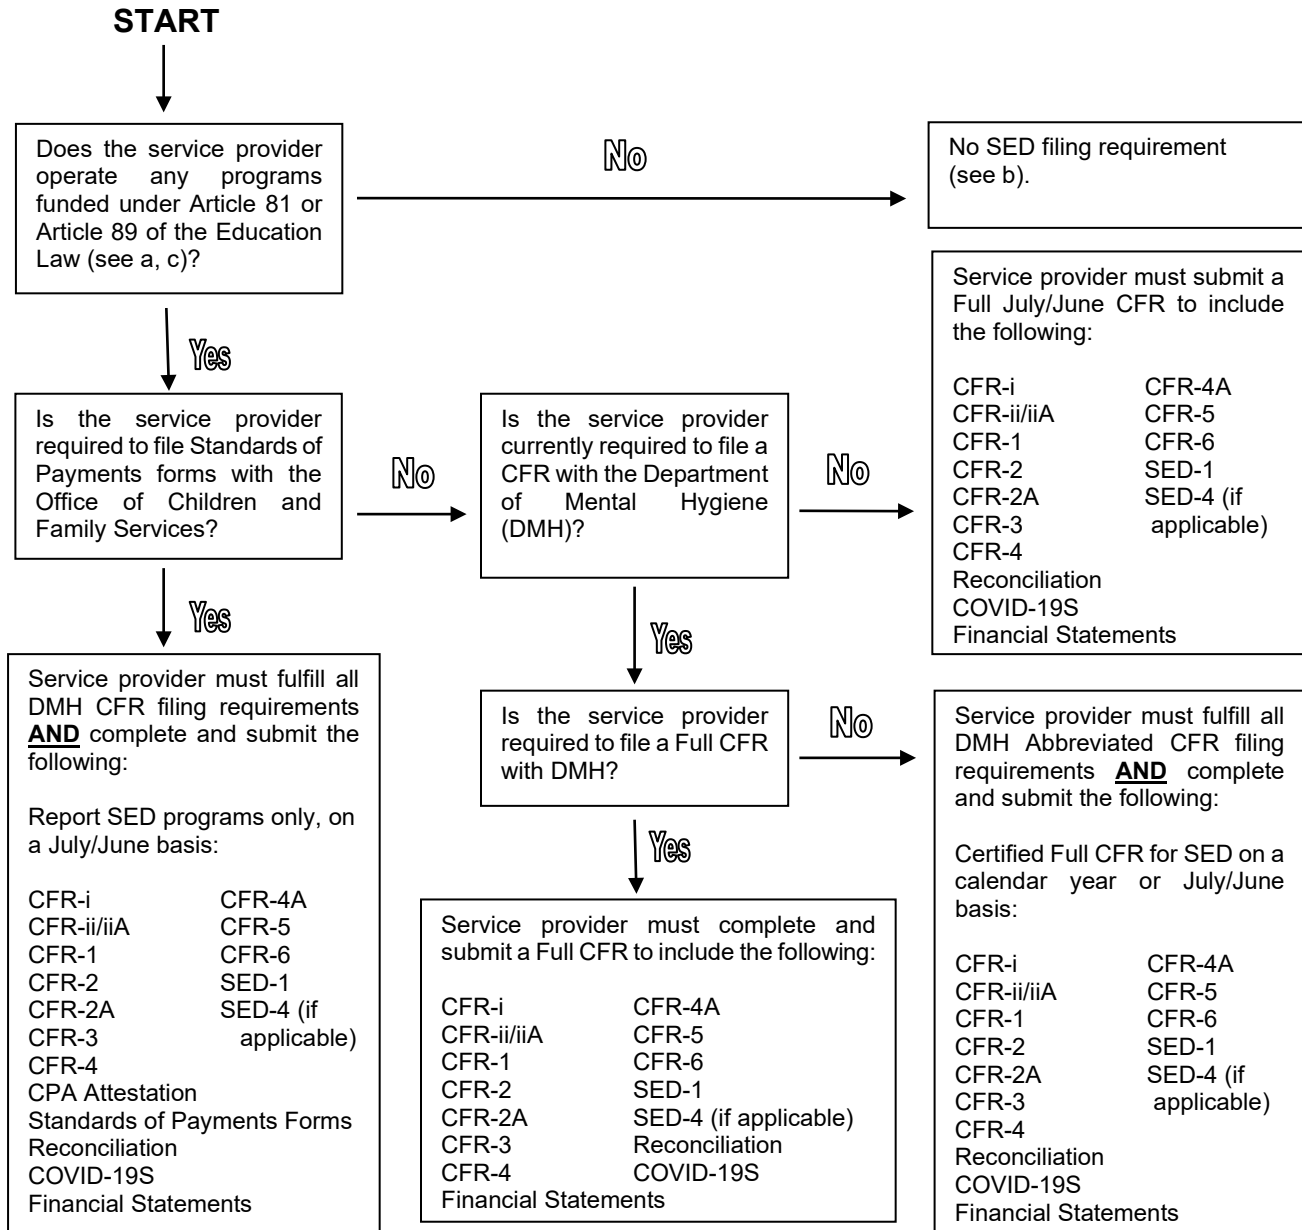 START
Does the service provider
operate any programs
funded under Article 81 or
Article 89 of the Education
Law (see a, c)?
No
No SED filing requirement
(see b).
Yes
Is the service provider
required to file Standards of
Payments forms with the
Office of Children and
Family Services?
No
Is the service provider
currently required to file a
CFR with the Department
of Mental Hygiene
(DMH)?
No
Service provider must submit a
Full July/June CFR to include
the following:
CFR-i CFR-4A
CFR-ii/iiA CFR-5
CFR-1 CFR-6
CFR-2 SED-1
CFR-2A SED-4 (if
CFR-3 applicable)
CFR-4
Reconciliation
COVID-19S
Financial Statements
Yes
Service provider must fulfill all
DMH CFR filing requirements
AND complete and submit the
following:
Report SED programs only, on
a July/June basis:
CFR-i CFR-4A
CFR-ii/iiA CFR-5
CFR-1 CFR-6
CFR-2 SED-1
CFR-2A SED-4 (if
CFR-3 applicable)
CFR-4
CPA Attestation
Standards of Payments Forms
Reconciliation
COVID-19S
Financial Statements
Yes
Is the service provider
required to file a Full CFR
with DMH?
No
Service provider must fulfill all
DMH Abbreviated CFR filing
requirements AND complete
and submit the following:
Certified Full CFR for SED on a
calendar year or July/June
basis:
CFR-i CFR-4A
CFR-ii/iiA CFR-5
CFR-1 CFR-6
CFR-2 SED-1
CFR-2A SED-4 (if
CFR-3 applicable)
CFR-4
Reconciliation
COVID-19S
Financial Statements
Yes
Service provider must complete and
submit a Full CFR to include the following:
CFR-i CFR-4A
CFR-ii/iiA CFR-5
CFR-1 CFR-6
CFR-2 SED-1
CFR-2A SED-4 (if applicable)
CFR-3 Reconciliation
CFR-4 COVID-19S
Financial Statements